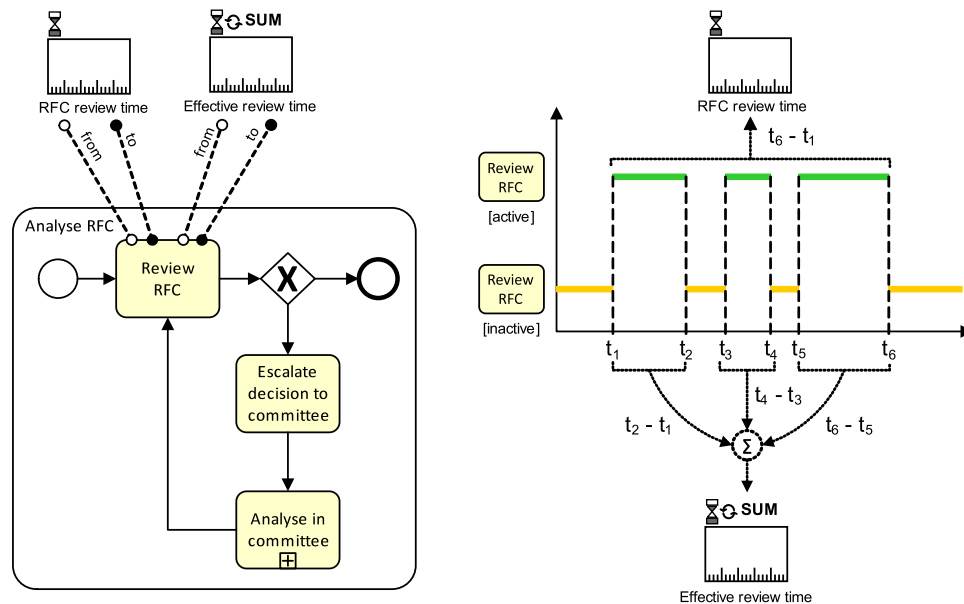 SUM
RFC review time
Effective review time
from
to
from
to
Analyse RFC
Review
RFC
X
Escalate
decision to
committee
Analyse in
committee
RFC review time
t6 - t1
Review
RFC
[active]
Review
RFC
[inactive]
t1 t2 t3 t4 t5 t6
t2 - t1
t4 - t3
t6 - t5
Σ
SUM
Effective review time